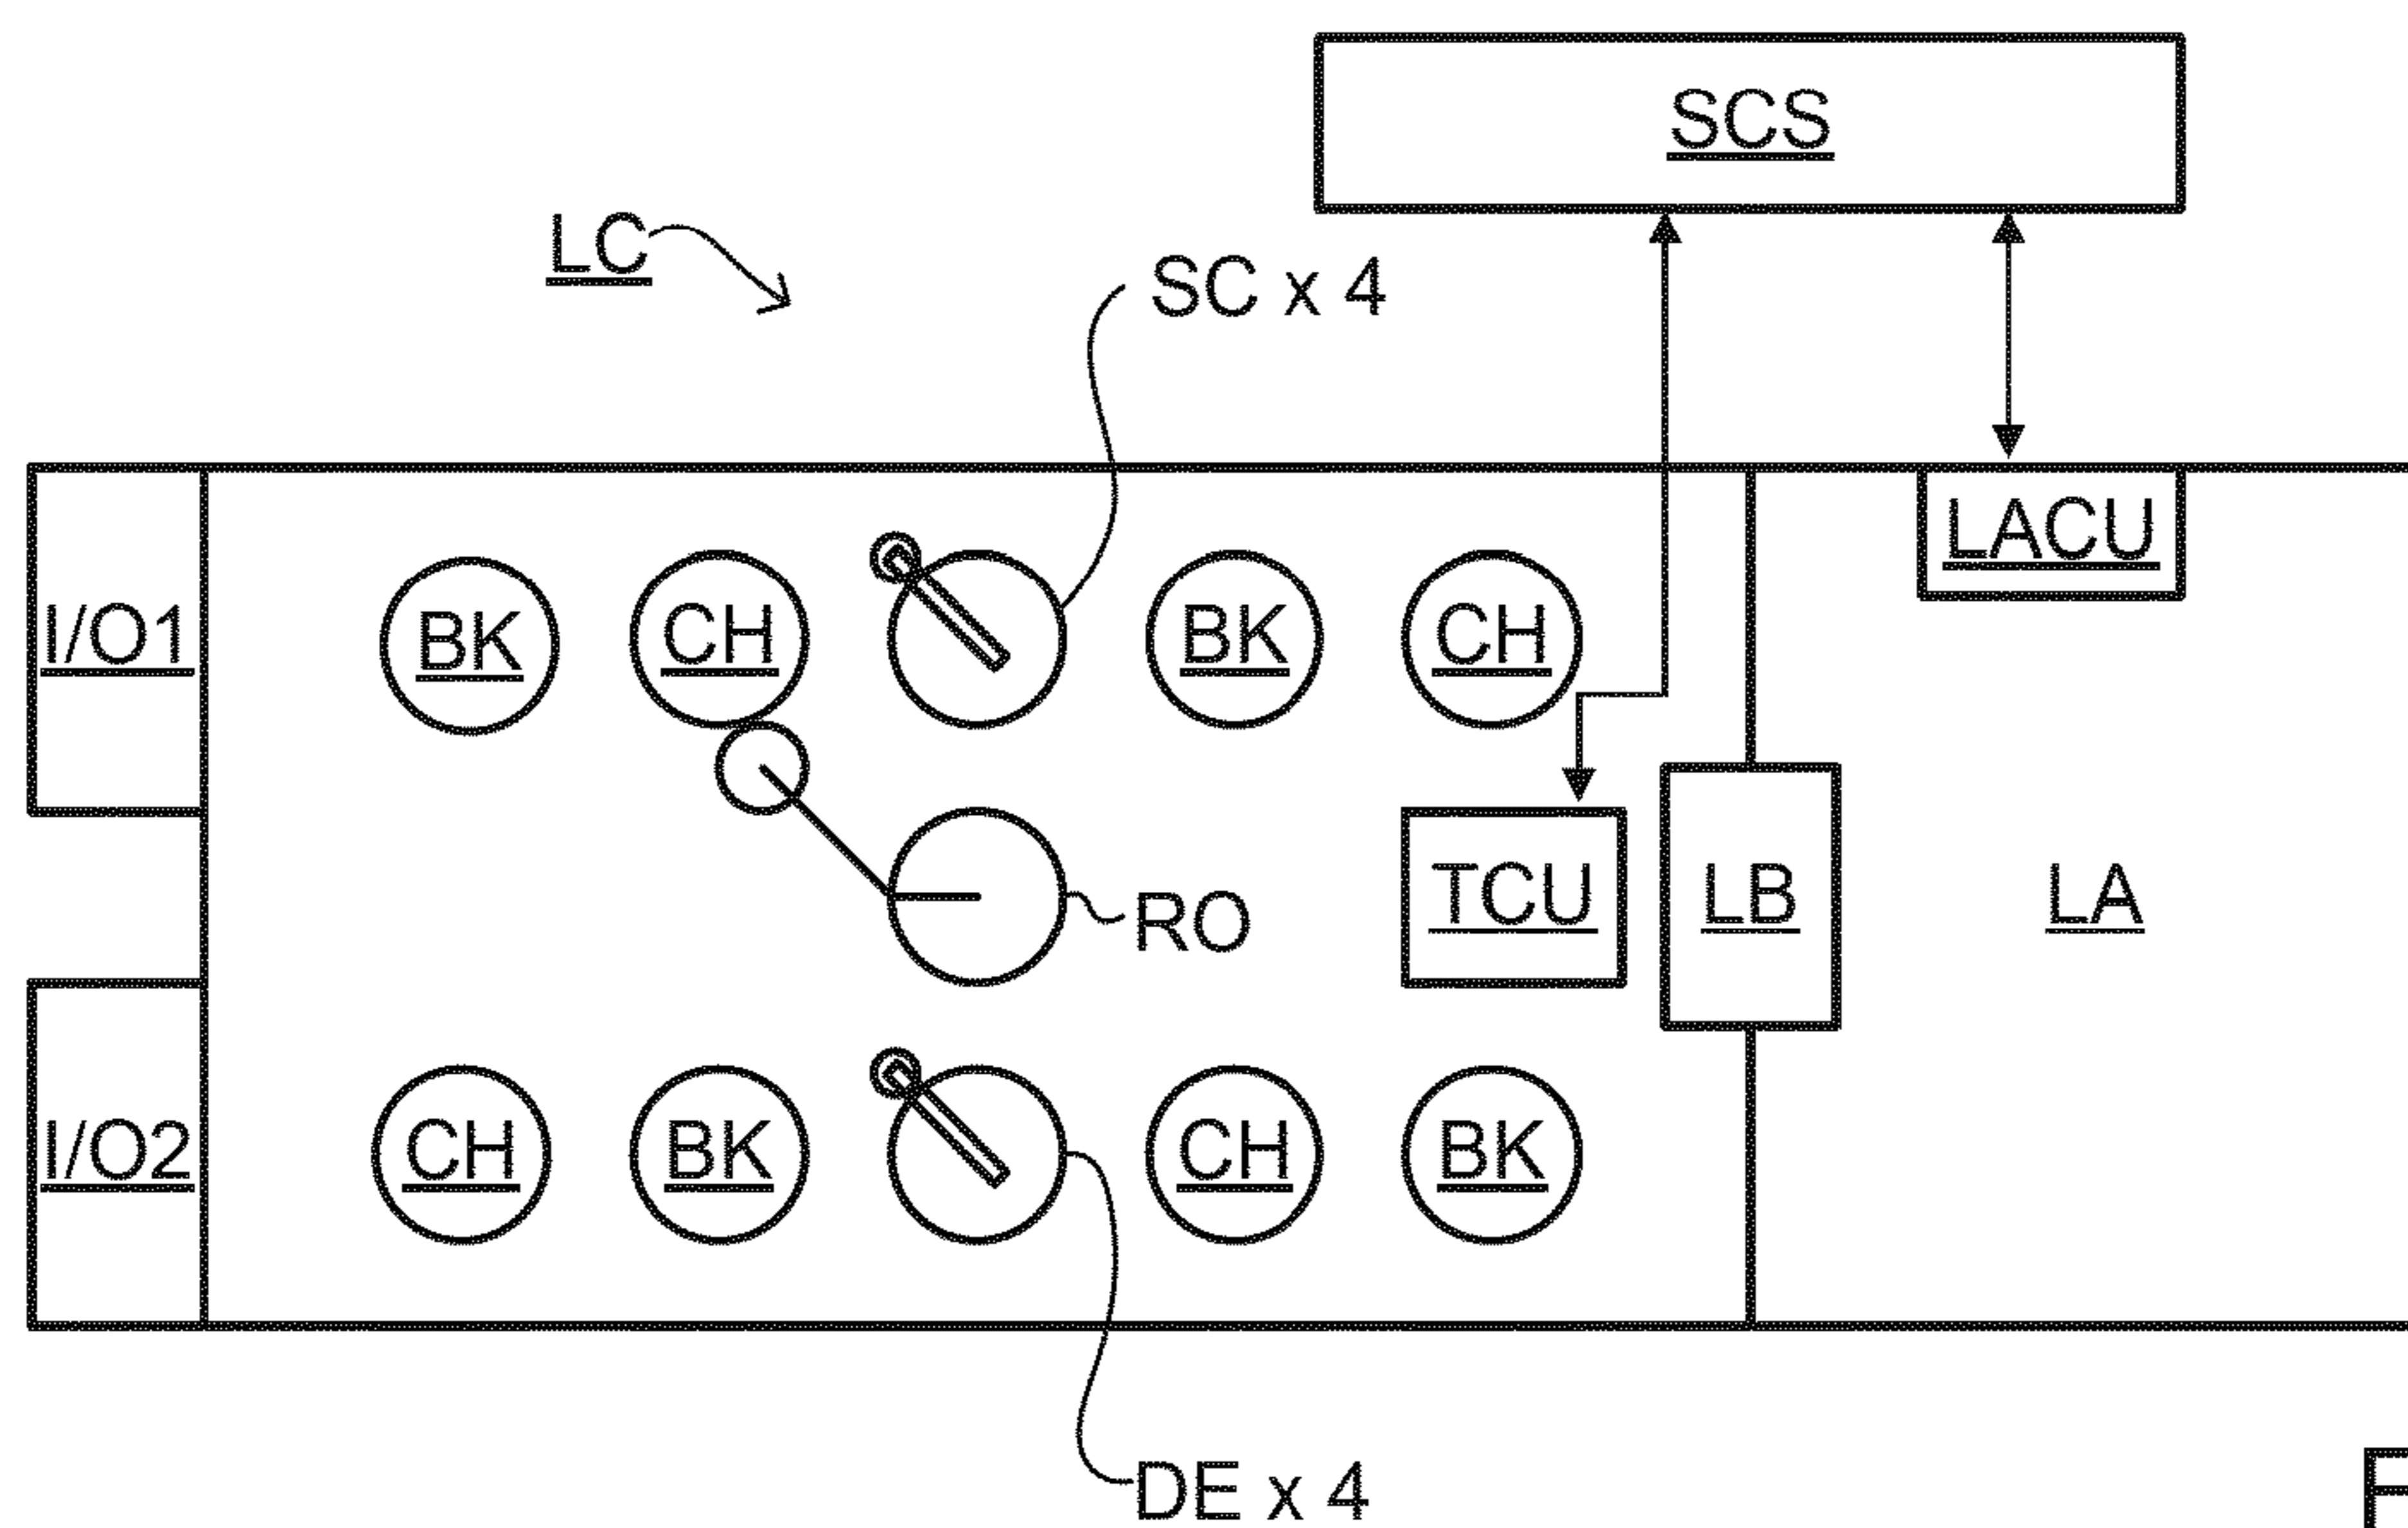 SCS
LC
SC x 4
LACU
I/O1
BK
CH
BK
CH
TCU
LB
LA
RO
I/O2
CH
BK
CH
BK
DE x 4